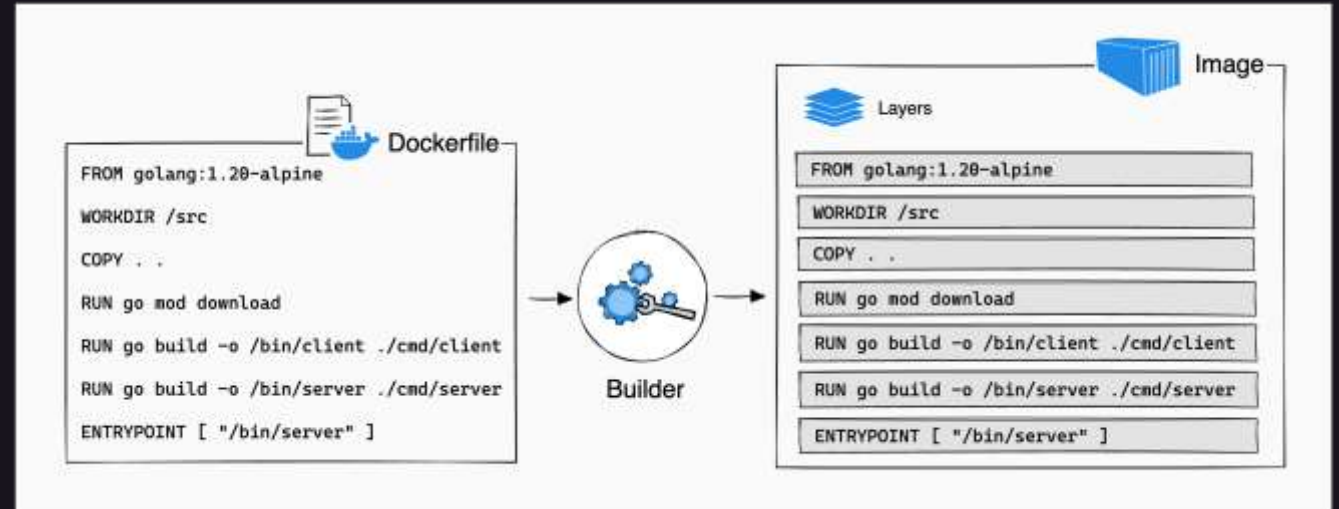 Dockerfile
FROM golang:1.20-alpine
WORKDIR /src
COPY . .
RUN go mod download
RUN go build -o /bin/client ./cmd/client
RUN go build -o /bin/server ./cmd/server
ENTRYPOINT [ "/bin/server" ]
Builder
Image
Layers
FROM golang:1.20-alpine
WORKDIR /src
COPY . .
RUN go mod download
RUN go build -o /bin/client ./cmd/client
RUN go build -o /bin/server ./cmd/server
ENTRYPOINT [ "/bin/server" ]